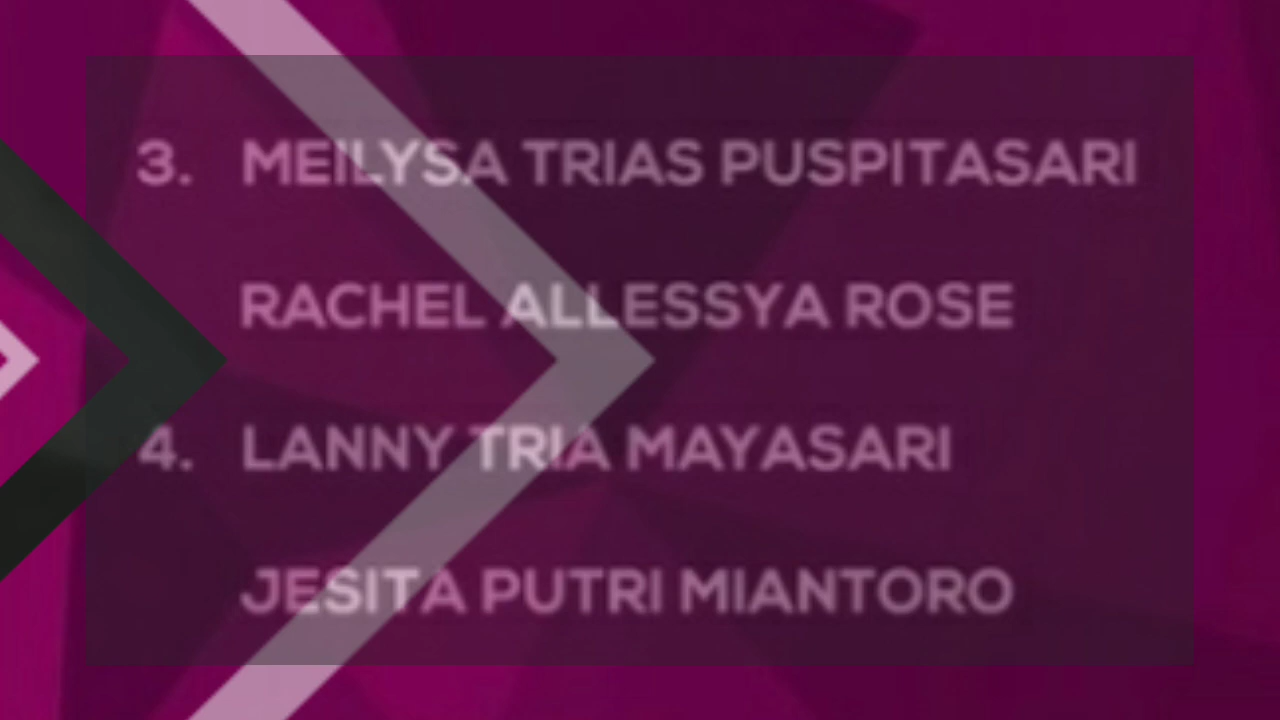 3. MEILYSA TRIAS PUSPITASARI
RACHEL ALLESSYA ROSE
4. LANNY TRIA MAYASARI
JESITA PUTRI MIANTORO